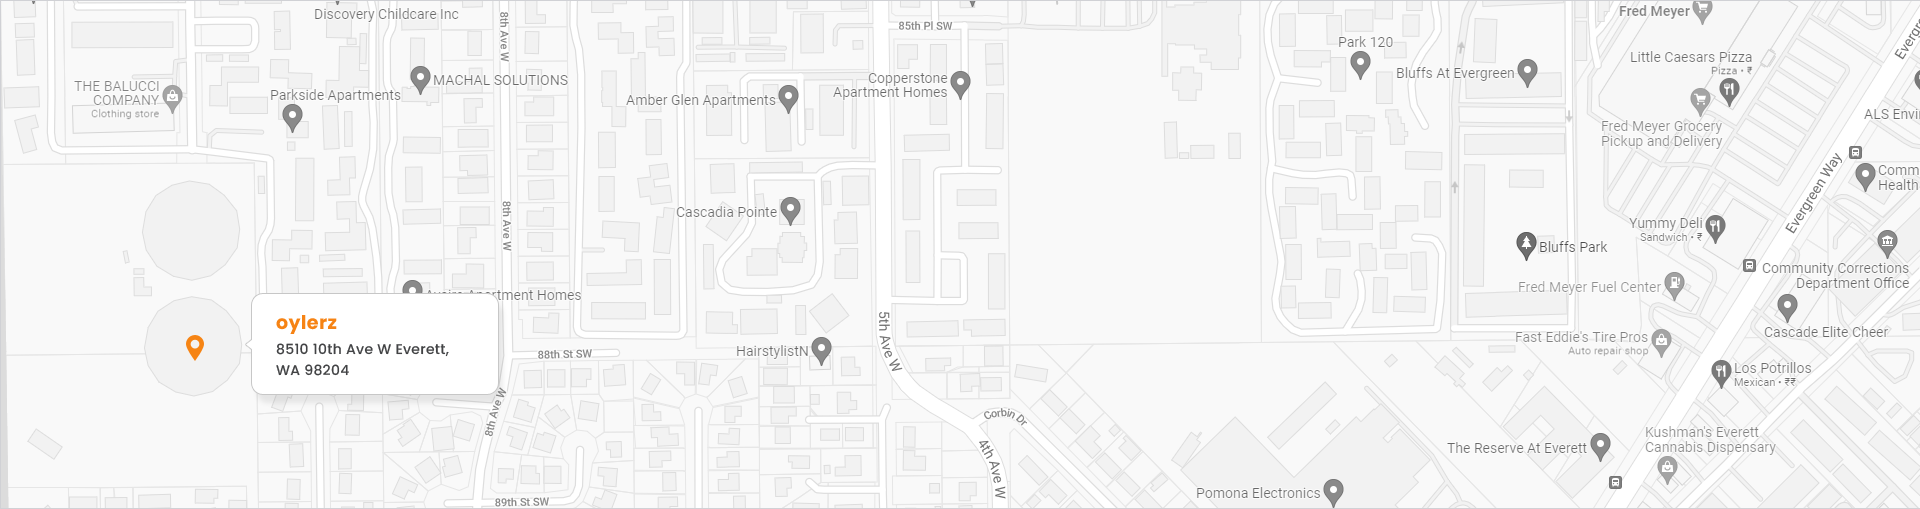 Discovery Childcare Inc
8th Ave W
85th Pl SW
Fred Meyer
Evergr
Park 120
Little Caesars Pizza
Pizza • ₹
MACHAL SOLUTIONS
Copperstone
Apartment Homes
Bluffs At Evergreen
THE BALUCCI
COMPANY
Clothing store
Parkside Apartments
Amber Glen Apartments
ALS Envi
Fred Meyer Grocery
Pickup and Delivery
Comm
Health
Evergreen Way
8th Ave W
Cascadia Pointe
Yummy Deli
Sandwich • ₹
Bluffs Park
Community Corrections
Department Office
Fred Meyer Fuel Center
Apartment Homes
oylerz
8510 10th Ave W Everett,
WA 98204
5th Ave W
88th St SW
HairstylistN
Cascade Elite Cheer
Fast Eddie's Tire Pros
Auto repair shop
Los Potrillos
Mexican • ₹₹
8th Ave W
Corbin Dr
4th Ave W
Kushman's Everett
Cannabis Dispensary
The Reserve At Everett
Pomona Electronics
89th St SW